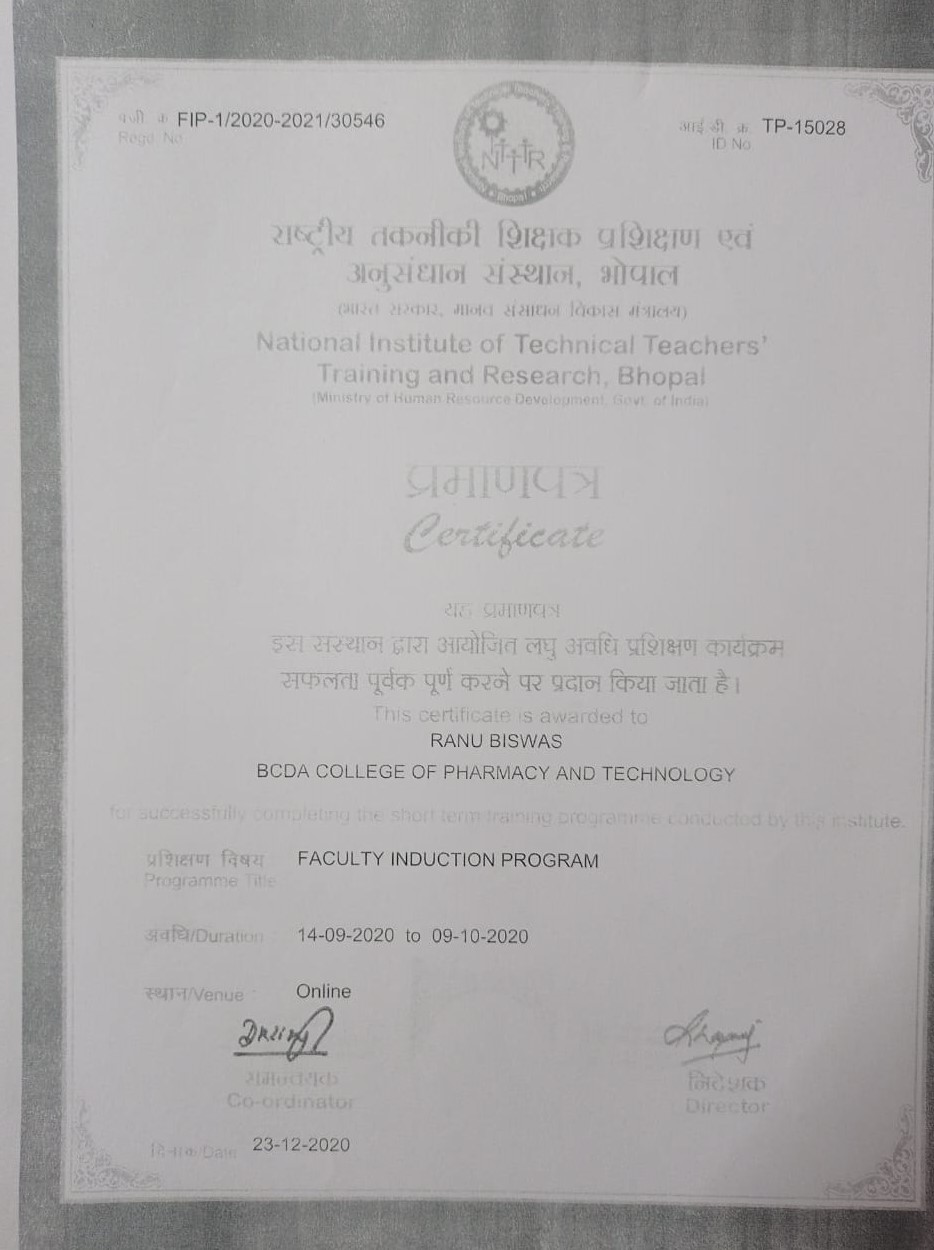 पंजी. क्र. FIP-1/2020-2021/30546
Regd. No.
आई.डी. क्र. TP-15028
ID No.
NITTTR
Bhopal
राष्ट्रीय तकनीकी शिक्षक प्रशिक्षण एवं
अनुसंधान संस्थान, भोपाल
(भारत सरकार, मानव संसाधन विकास मंत्रालय)
National Institute of Technical Teachers'
Training and Research, Bhopal
(Ministry of Human Resource Development, Govt. of India)
प्रमाणपत्र
Certificate
यह प्रमाणपत्र
इस संस्थान द्वारा आयोजित लघु अवधि प्रशिक्षण कार्यक्रम
सफलता पूर्वक पूर्ण करने पर प्रदान किया जाता है।
This certificate is awarded to
RANU BISWAS
BCDA COLLEGE OF PHARMACY AND TECHNOLOGY
for successfully completing the short term training programme conducted by this institute.
प्रशिक्षण विषय FACULTY INDUCTION PROGRAM
Programme Title
अवधि/Duration 14-09-2020 to 09-10-2020
स्थान/Venue : Online
समन्वयक
Co-ordinator
निदेशक
Director
दिनांक/Date 23-12-2020